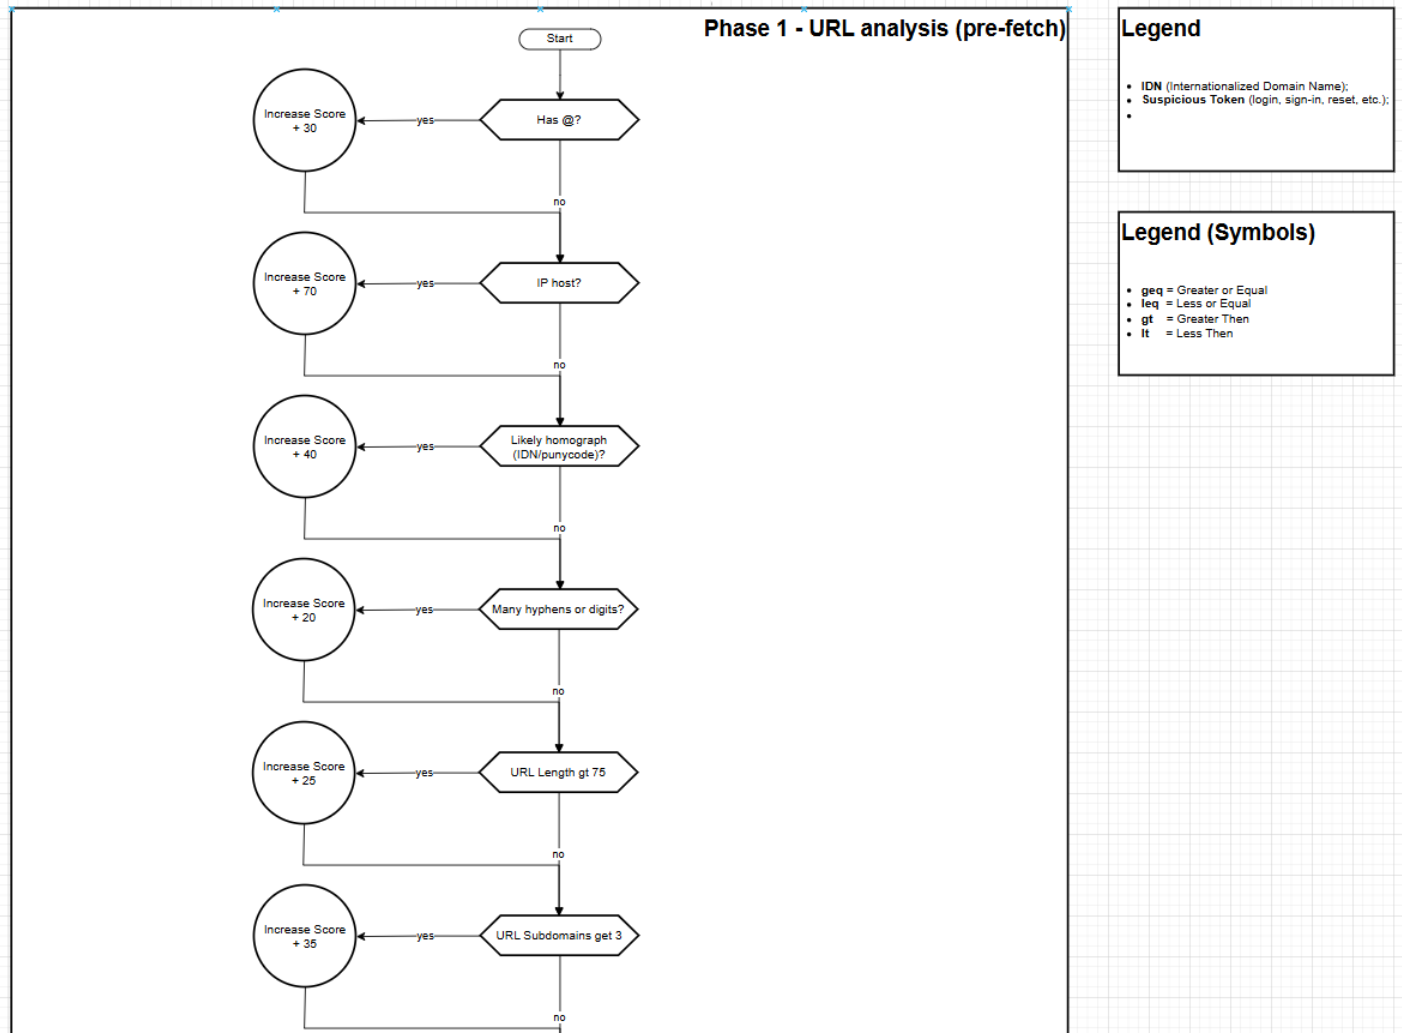 Phase 1 - URL analysis (pre-fetch)
Start
Has @?
yes
Increase Score
+ 30
no
IP host?
yes
Increase Score
+ 70
no
Likely homograph
(IDN/punycode)?
yes
Increase Score
+ 40
no
Many hyphens or digits?
yes
Increase Score
+ 20
no
URL Length gt 75
yes
Increase Score
+ 25
no
URL Subdomains get 3
yes
Increase Score
+ 35
no
Legend
• IDN (Internationalized Domain Name);
• Suspicious Token (login, sign-in, reset, etc.);
•
Legend (Symbols)
• geq = Greater or Equal
• leq = Less or Equal
• gt = Greater Then
• lt = Less Then